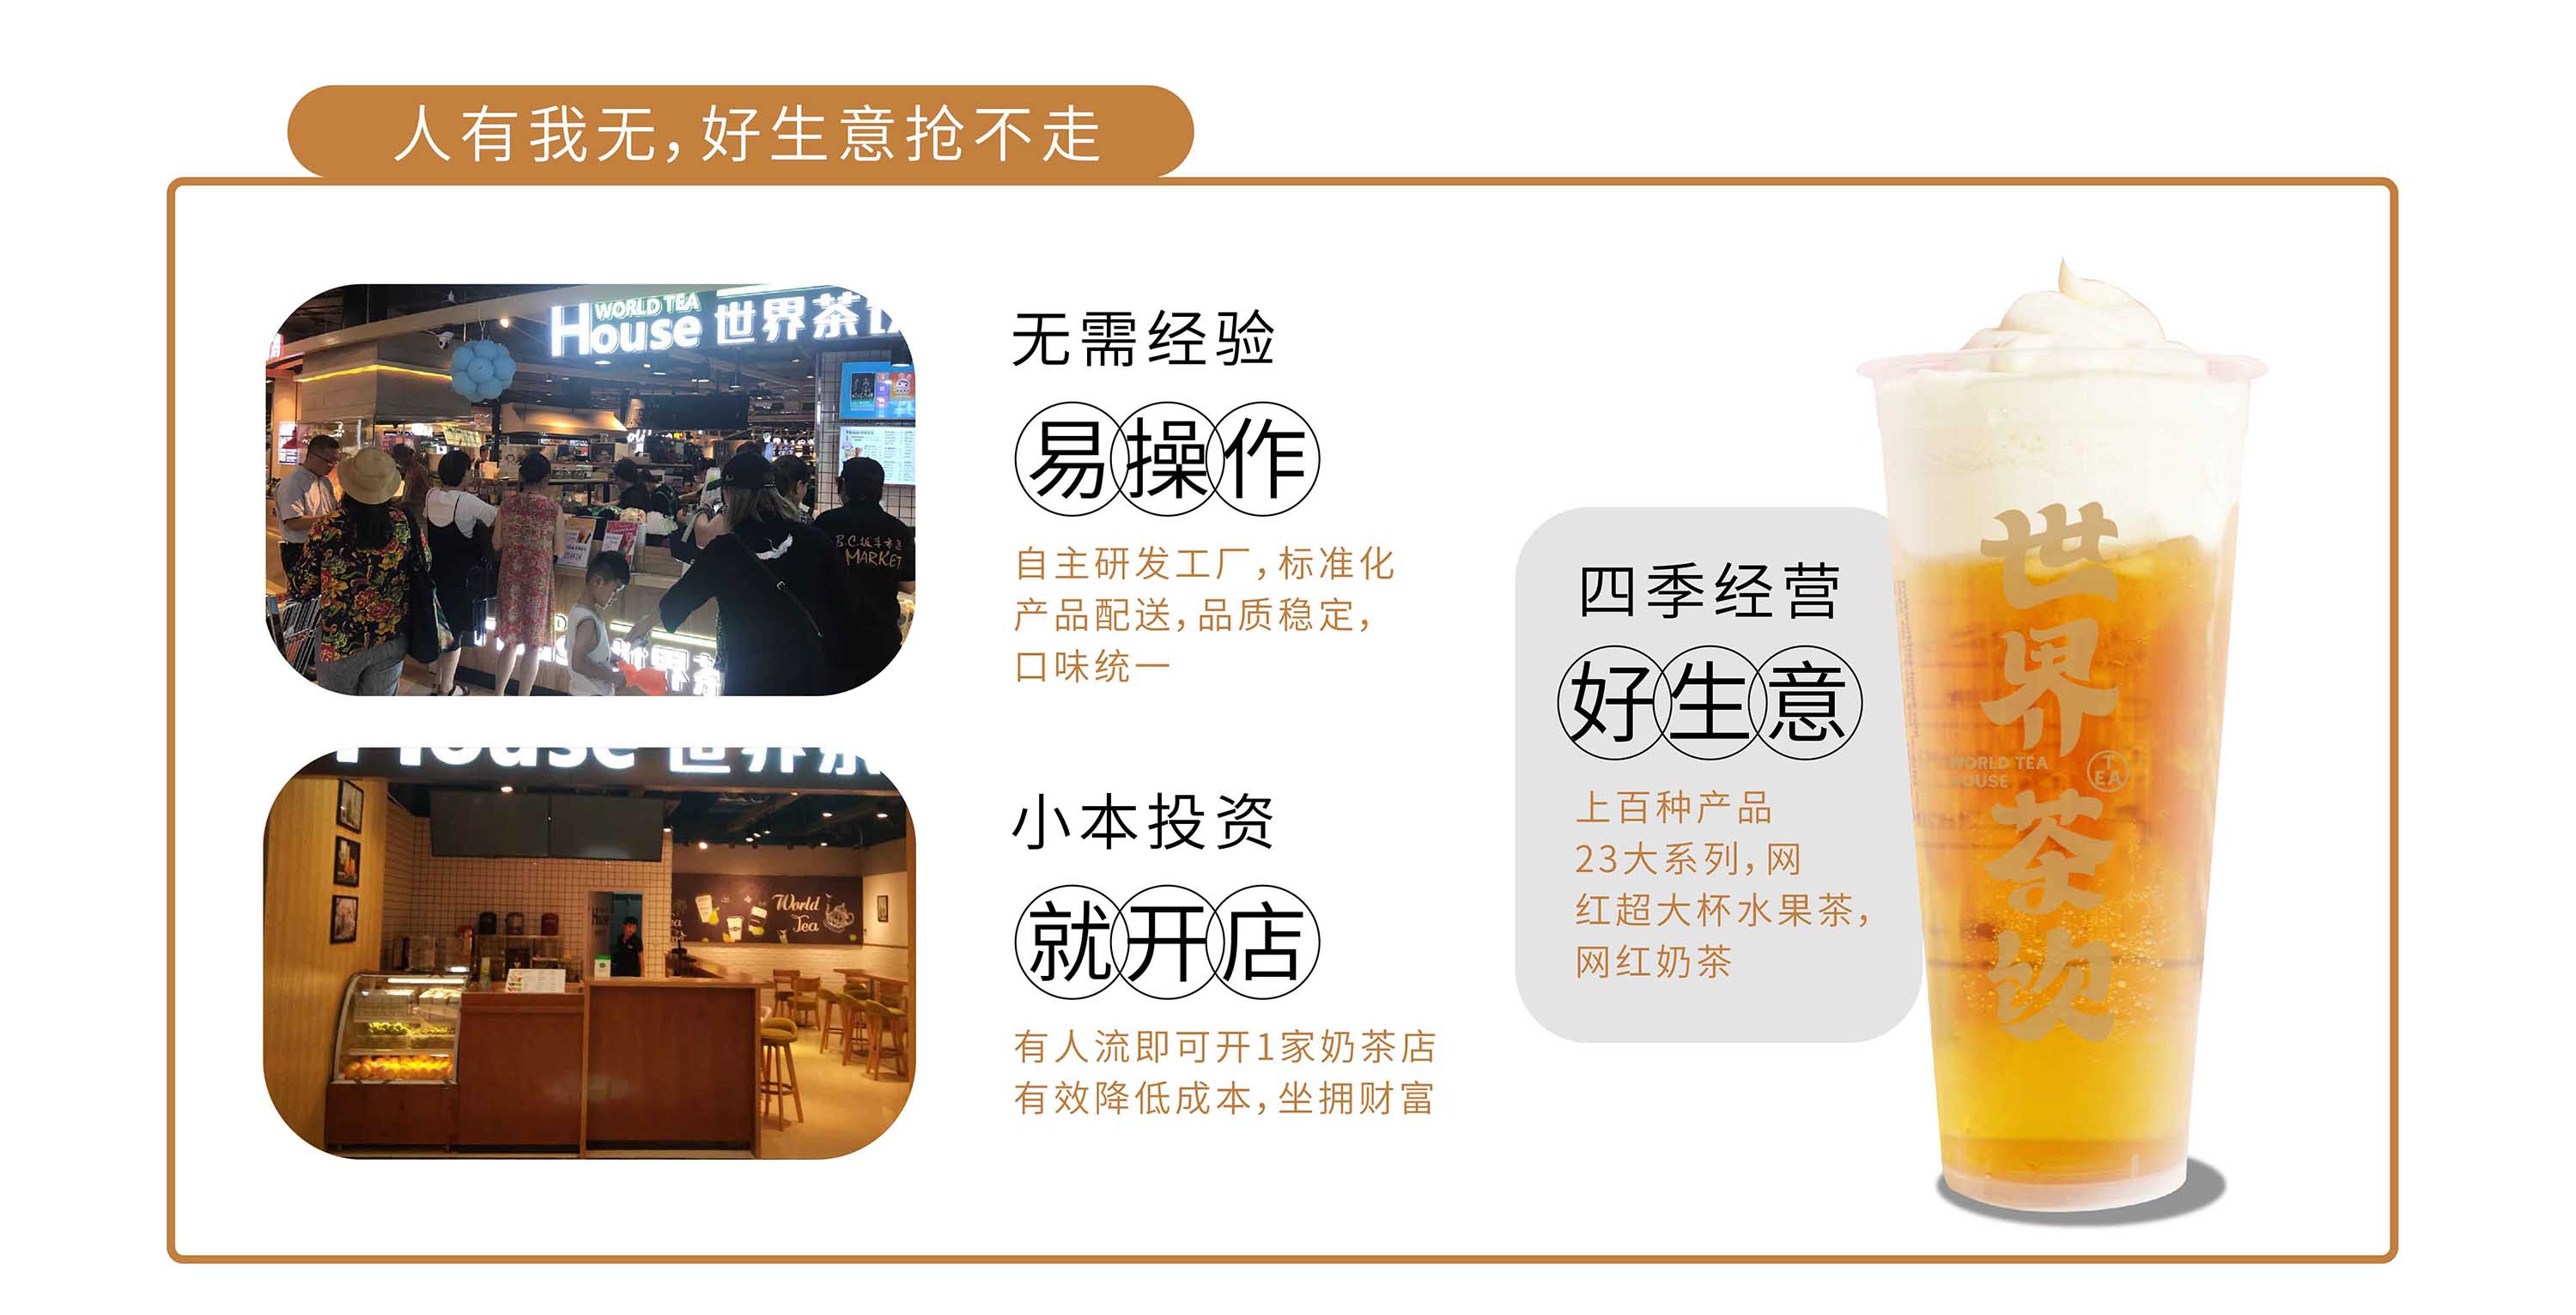 人有我无，好生意抢不走
WORLD TEA
House 世界茶饮
B.C.
MARKET
无需经验
易操作
自主研发工厂，标准化
产品配送，品质稳定，
口味统一
House 世界茶
World
Tea
小本投资
就开店
有人流即可开1家奶茶店
有效降低成本，坐拥财富
四季经营
好生意
上百种产品
23大系列，网
红超大杯水果茶，
网红奶茶
世界茶饮
WORLD TEA
HOUSE
TEA